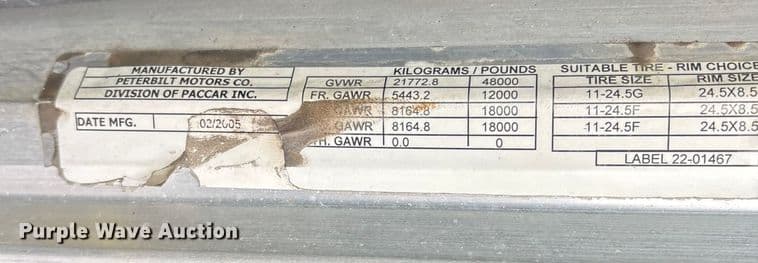 MANUFACTURED BY
PETERBILT MOTORS CO.
DIVISION OF PACCAR INC.
DATE MFG. 02/2005
KILOGRAMS / POUNDS
GVWR 21772.8 48000
FR. GAWR 5443.2 12000
GAWR 8164.8 18000
GAWR 8164.8 18000
H. GAWR 0.0 0
SUITABLE TIRE - RIM CHOICE
TIRE SIZE RIM SIZE
11-24.5G 24.5X8.5
11-24.5F 24.5X8.5
11-24.5F 24.5X8.5
LABEL 22-01467
Purple Wave Auction